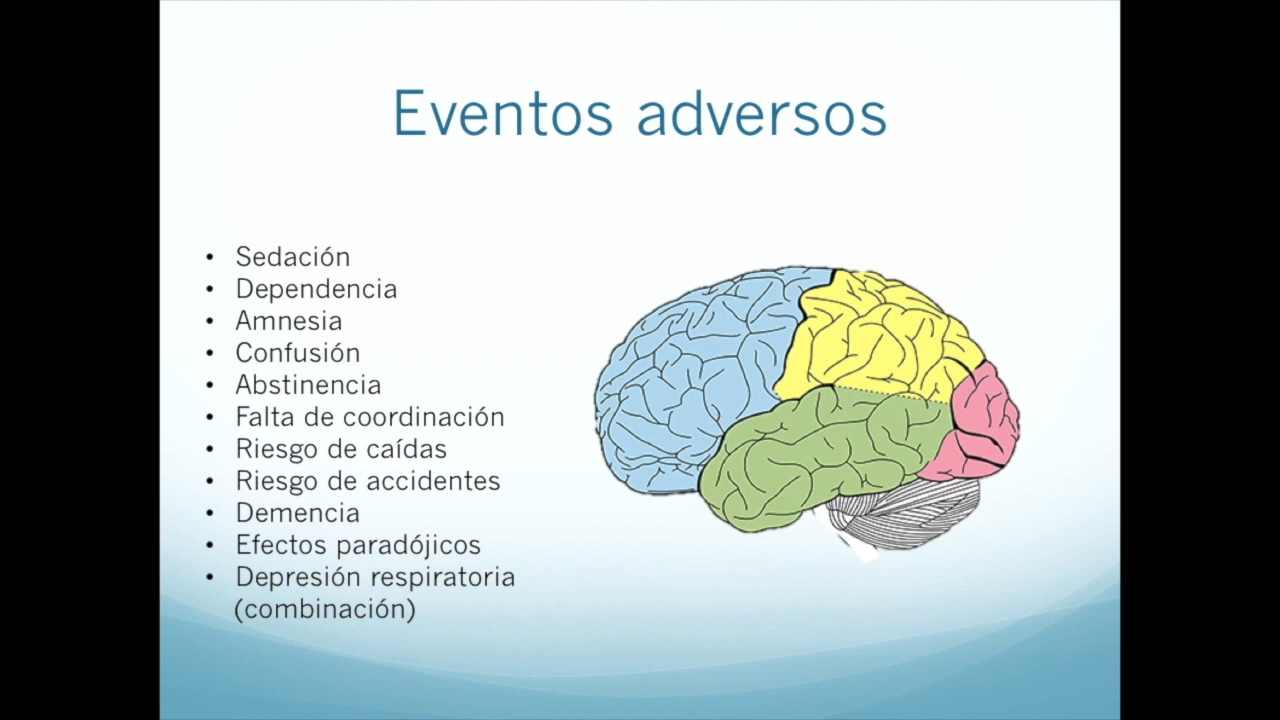 Eventos adversos
• Sedación
• Dependencia
• Amnesia
• Confusión
• Abstinencia
• Falta de coordinación
• Riesgo de caídas
• Riesgo de accidentes
• Demencia
• Efectos paradójicos
• Depresión respiratoria
(combinación)